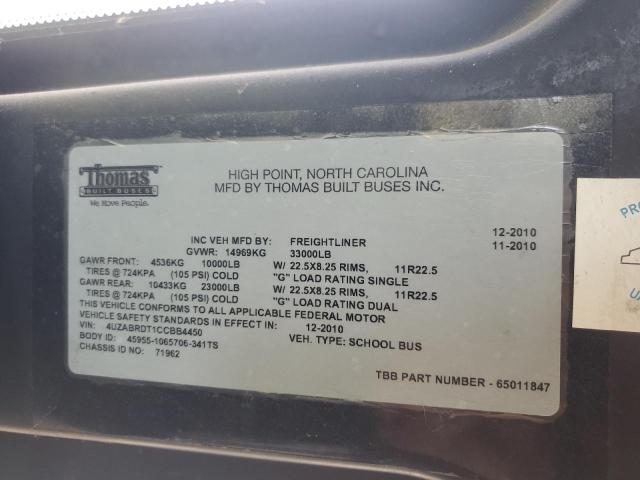 Thomas
BUILT BUSES
We Move People.
HIGH POINT, NORTH CAROLINA
MFD BY THOMAS BUILT BUSES INC.
12-2010
INC VEH MFD BY: FREIGHTLINER 11-2010
GVWR: 14969KG 33000LB
GAWR FRONT: 4536KG 10000LB W/ 22.5X8.25 RIMS, 11R22.5
TIRES @ 724KPA (105 PSI) COLD "G" LOAD RATING SINGLE
GAWR REAR: 10433KG 23000LB W/ 22.5X8.25 RIMS, 11R22.5
TIRES @ 724KPA (105 PSI) COLD "G" LOAD RATING DUAL
THIS VEHICLE CONFORMS TO ALL APPLICABLE FEDERAL MOTOR
VEHICLE SAFETY STANDARDS IN EFFECT IN: 12-2010
VIN: 4UZABRDT1CCBB4450
BODY ID: 45955-1065706-341TS VEH. TYPE: SCHOOL BUS
CHASSIS ID: 71962
TBB PART NUMBER - 65011847
PRO